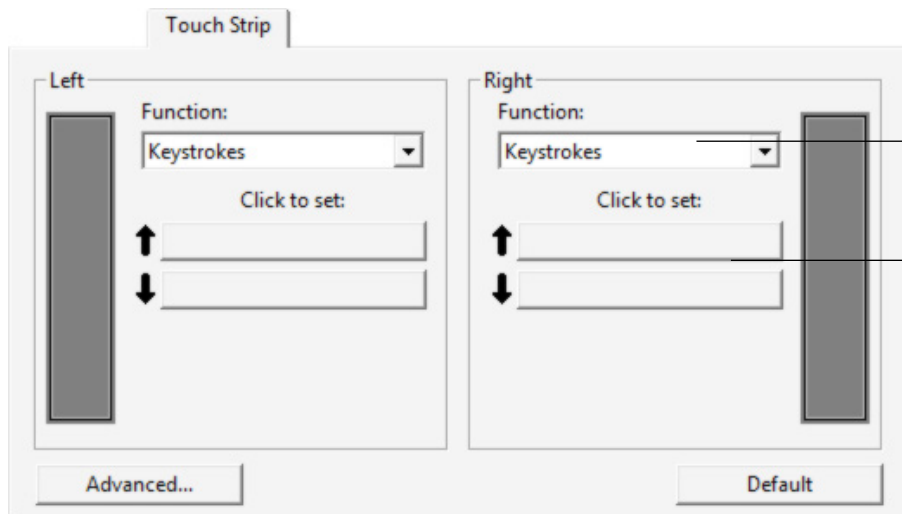 Touch Strip
Left
Function:
Keystrokes
Click to set:
Right
Function:
Keystrokes
Click to set:
Advanced...
Default